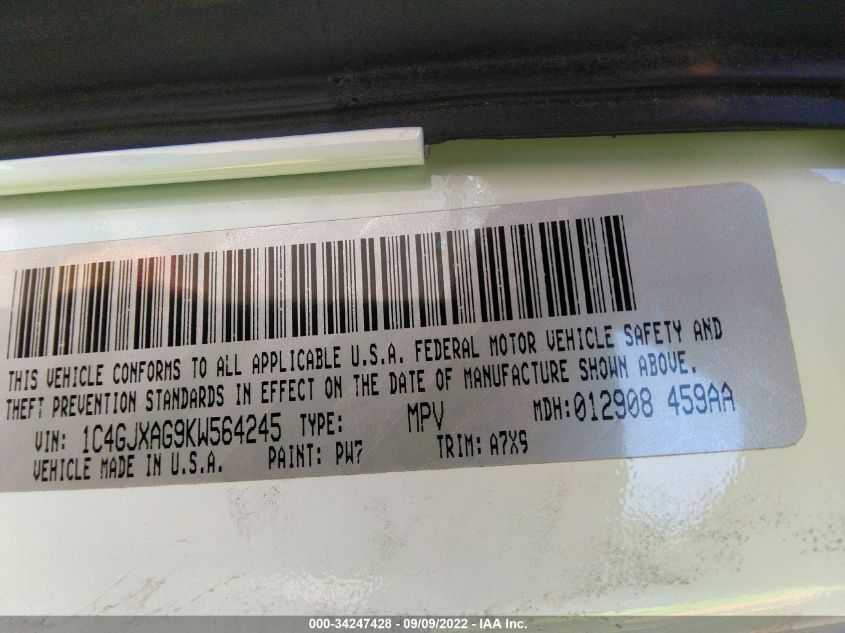 THIS VEHICLE CONFORMS TO ALL APPLICABLE U.S.A. FEDERAL MOTOR VEHICLE SAFETY AND
THEFT PREVENTION STANDARDS IN EFFECT ON THE DATE OF MANUFACTURE SHOWN ABOVE.
VIN: 1C4GJXAG9KW564245 TYPE: MPV MDH:012908 459AA
VEHICLE MADE IN U.S.A. PAINT: PW7 TRIM: A7X9
000-34247428 - 09/09/2022 - IAA Inc.